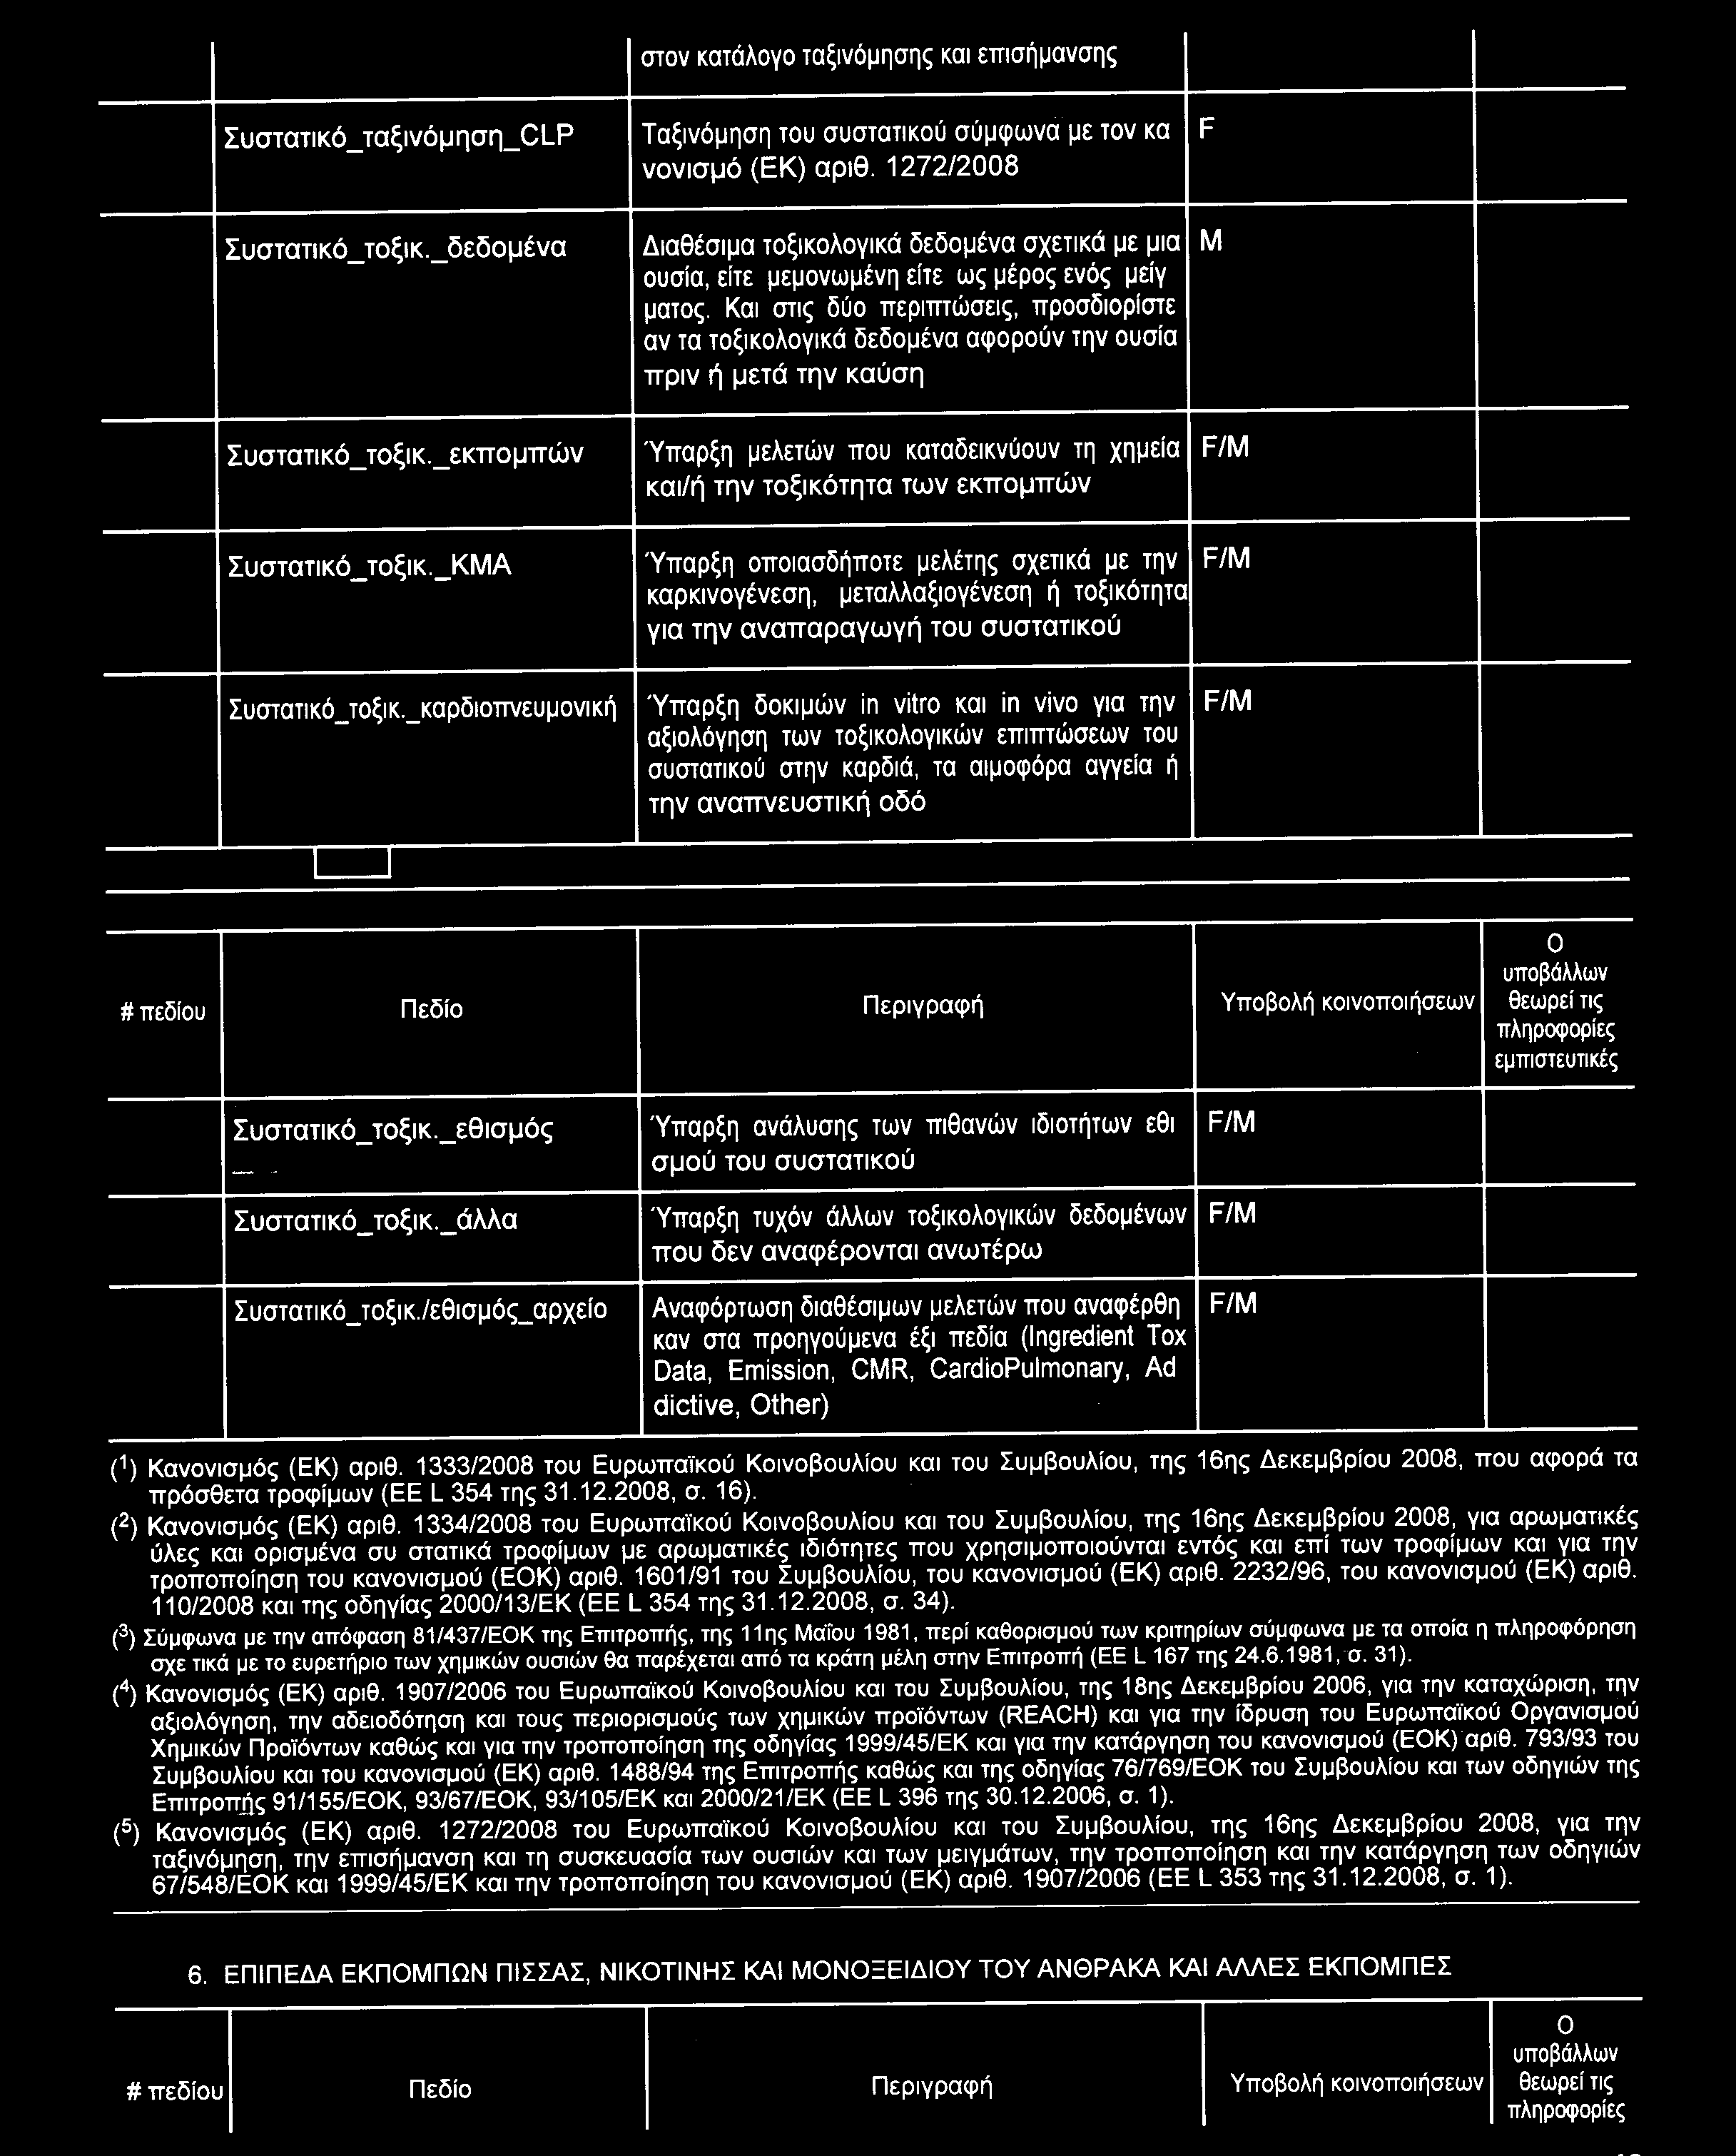 στον κατάλογο ταξινόμησης και επισήμανσης
Συστατικό_ταξινόμηση_CLP
Ταξινόμηση του συστατικού σύμφωνα με τον κα
F
νονισμό (ΕΚ) αριθ. 1272/2008
Συστατικό_τοξικ._δεδομένα
Διαθέσιμα τοξικολογικά δεδομένα σχετικά με μια
M
ουσία, είτε μεμονωμένη είτε ως μέρος ενός μείγ
ματος. Και στις δύο περιπτώσεις, προσδιορίστε
αν τα τοξικολογικά δεδομένα αφορούν την ουσία
πριν ή μετά την καύση
Συστατικό_τοξικ._εκπομπών
Ύπαρξη μελετών που καταδεικνύουν τη χημεία
F/M
και/ή την τοξικότητα των εκπομπών
Συστατικό_τοξικ._ΚΜΑ
Ύπαρξη οποιασδήποτε μελέτης σχετικά με την
F/M
καρκινογένεση, μεταλλαξιογένεση ή τοξικότητα
για την αναπαραγωγή του συστατικού
Συστατικό_τοξικ._καρδιοπνευμονική
Ύπαρξη δοκιμών in vitro και in vivo για την
F/M
αξιολόγηση των τοξικολογικών επιπτώσεων του
συστατικού στην καρδιά, τα αιμοφόρα αγγεία ή
την αναπνευστική οδό
# πεδίου
Πεδίο
Περιγραφή
Υποβολή κοινοποιήσεων
Ο
υποβάλλων
θεωρεί τις
πληροφορίες
εμπιστευτικές
Συστατικό_τοξικ._εθισμός
Ύπαρξη ανάλυσης των πιθανών ιδιοτήτων εθι
F/M
σμού του συστατικού
Συστατικό_τοξικ._άλλα
Ύπαρξη τυχόν άλλων τοξικολογικών δεδομένων
F/M
που δεν αναφέρονται ανωτέρω
Συστατικό_τοξικ./εθισμός_αρχείο
Αναφόρτωση διαθέσιμων μελετών που αναφέρθη
F/M
καν στα προηγούμενα έξι πεδία (Ingredient Tox
Data, Emission, CMR, CardioPulmonary, Ad
dictive, Other)
(1) Κανονισμός (ΕΚ) αριθ. 1333/2008 του Ευρωπαϊκού Κοινοβουλίου και του Συμβουλίου, της 16ης Δεκεμβρίου 2008, που αφορά τα
πρόσθετα τροφίμων (ΕΕ L 354 της 31.12.2008, σ. 16).
(2) Κανονισμός (ΕΚ) αριθ. 1334/2008 του Ευρωπαϊκού Κοινοβουλίου και του Συμβουλίου, της 16ης Δεκεμβρίου 2008, για αρωματικές
ύλες και ορισμένα συ στατικά τροφίμων με αρωματικές ιδιότητες που χρησιμοποιούνται εντός και επί των τροφίμων και για την
τροποποίηση του κανονισμού (ΕΟΚ) αριθ. 1601/91 του Συμβουλίου, του κανονισμού (ΕΚ) αριθ. 2232/96, του κανονισμού (ΕΚ) αριθ.
110/2008 και της οδηγίας 2000/13/ΕΚ (ΕΕ L 354 της 31.12.2008, σ. 34).
(3) Σύμφωνα με την απόφαση 81/437/ΕΟΚ της Επιτροπής, της 11ης Μαΐου 1981, περί καθορισμού των κριτηρίων σύμφωνα με τα οποία η πληροφόρηση
σχε τικά με το ευρετήριο των χημικών ουσιών θα παρέχεται από τα κράτη μέλη στην Επιτροπή (ΕΕ L 167 της 24.6.1981, σ. 31).
(4) Κανονισμός (ΕΚ) αριθ. 1907/2006 του Ευρωπαϊκού Κοινοβουλίου και του Συμβουλίου, της 18ης Δεκεμβρίου 2006, για την καταχώριση, την
αξιολόγηση, την αδειοδότηση και τους περιορισμούς των χημικών προϊόντων (REACH) και για την ίδρυση του Ευρωπαϊκού Οργανισμού
Χημικών Προϊόντων καθώς και για την τροποποίηση της οδηγίας 1999/45/ΕΚ και για την κατάργηση του κανονισμού (ΕΟΚ) αριθ. 793/93 του
Συμβουλίου και του κανονισμού (ΕΚ) αριθ. 1488/94 της Επιτροπής καθώς και της οδηγίας 76/769/ΕΟΚ του Συμβουλίου και των οδηγιών της
Επιτροπής 91/155/ΕΟΚ, 93/67/ΕΟΚ, 93/105/ΕΚ και 2000/21/ΕΚ (ΕΕ L 396 της 30.12.2006, σ. 1).
(5) Κανονισμός (ΕΚ) αριθ. 1272/2008 του Ευρωπαϊκού Κοινοβουλίου και του Συμβουλίου, της 16ης Δεκεμβρίου 2008, για την
ταξινόμηση, την επισήμανση και τη συσκευασία των ουσιών και των μειγμάτων, την τροποποίηση και την κατάργηση των οδηγιών
67/548/ΕΟΚ και 1999/45/ΕΚ και την τροποποίηση του κανονισμού (ΕΚ) αριθ. 1907/2006 (ΕΕ L 353 της 31.12.2008, σ. 1).
6. ΕΠΙΠΕΔΑ ΕΚΠΟΜΠΩΝ ΠΙΣΣΑΣ, ΝΙΚΟΤΙΝΗΣ ΚΑΙ ΜΟΝΟΞΕΙΔΙΟΥ ΤΟΥ ΑΝΘΡΑΚΑ ΚΑΙ ΑΛΛΕΣ ΕΚΠΟΜΠΕΣ
# πεδίου
Πεδίο
Περιγραφή
Υποβολή κοινοποιήσεων
Ο
υποβάλλων
θεωρεί τις
πληροφορίες